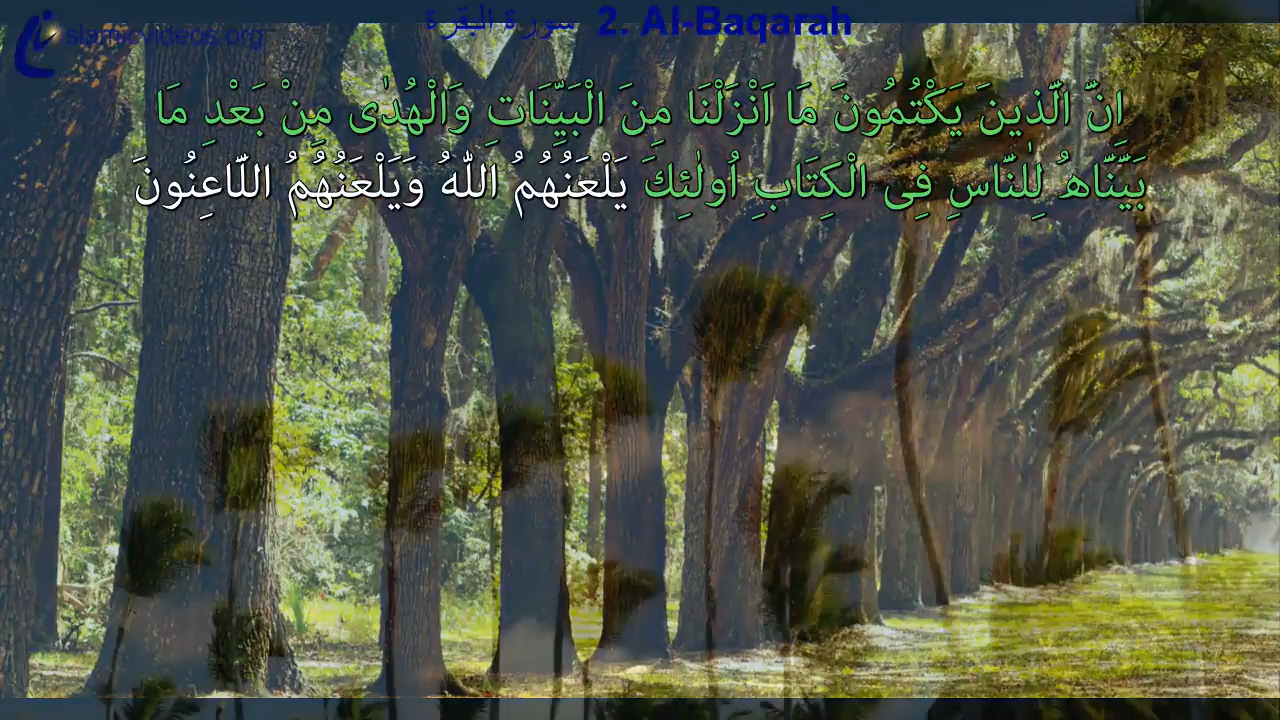 سورة البقرة 2. Al-Baqarah
islamicvideos.org
اِنَّ الَّذينَ يَكْتُمُونَ مَا اَنْزَلْنَا مِنَ الْبَيِّنَاتِ وَالْهُدٰى مِنْ بَعْدِ مَا
بَيَّنَّاهُ لِلنَّاسِ فِى الْكِتَابِ اُولٰئِكَ يَلْعَنُهُمُ اللّٰهُ وَيَلْعَنُهُمُ اللَّاعِنُونَ